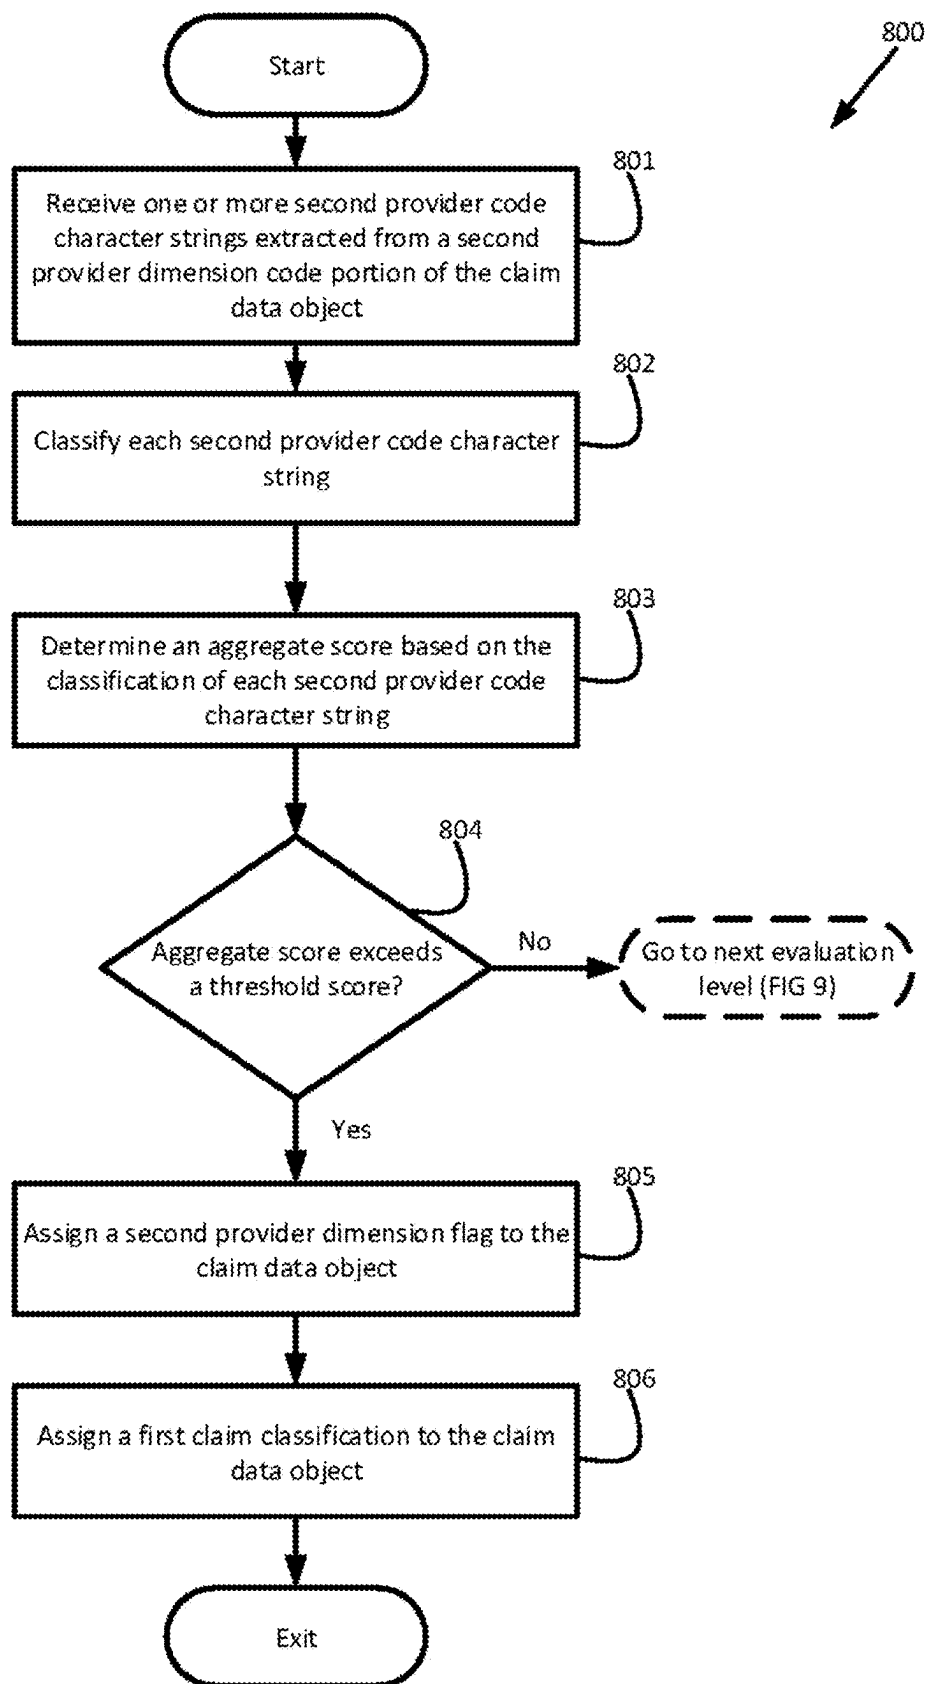 800
Start
801
Receive one or more second provider code
character strings extracted from a second
provider dimension code portion of the claim
data object
802
Classify each second provider code character
string
803
Determine an aggregate score based on the
classification of each second provider code
character string
804
Aggregate score exceeds
a threshold score?
No
Go to next evaluation
level (FIG 9)
Yes
805
Assign a second provider dimension flag to the
claim data object
806
Assign a first claim classification to the claim
data object
Exit